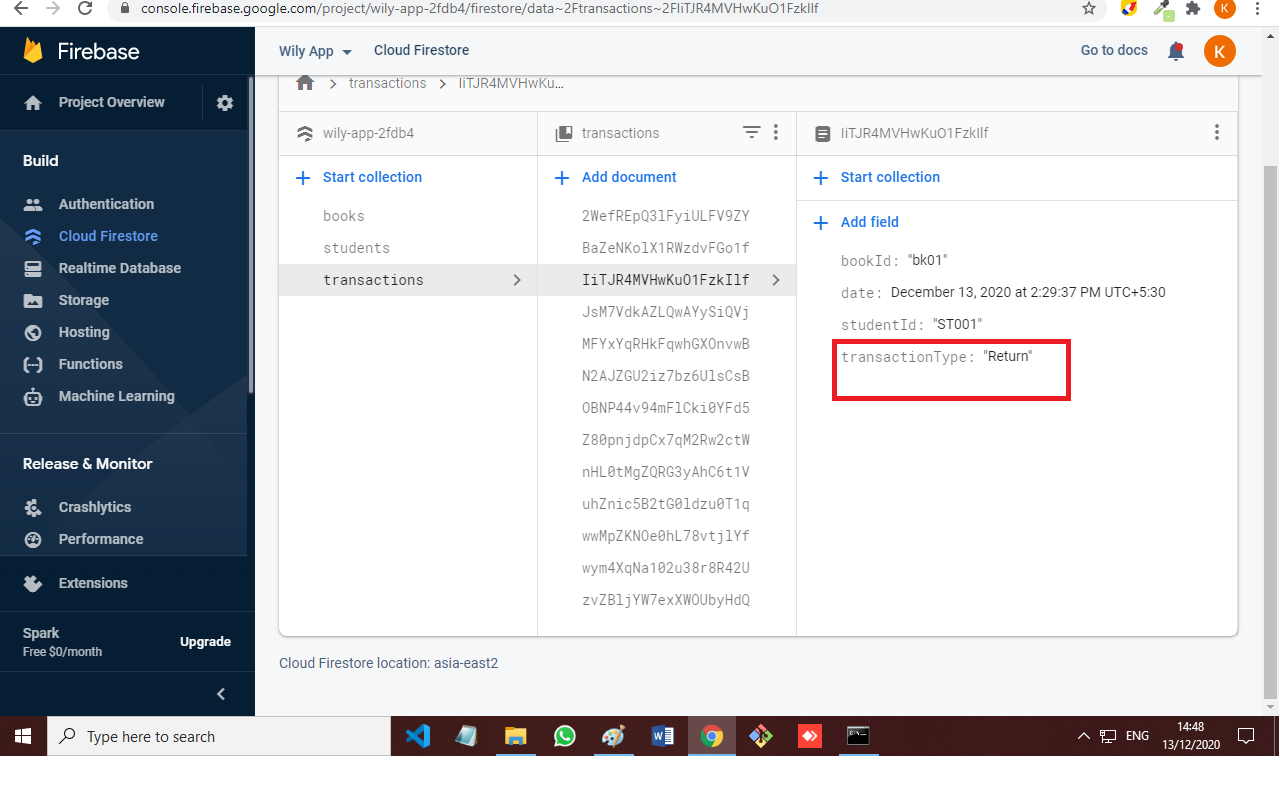 console.firebase.google.com/project/wily-app-2fdb4/firestore/data~2Ftransactions~2FIiTJR4MVHwKuO1FzkIlf
K
Firebase
Wily App
Cloud Firestore
Go to docs
K
Project Overview
transactions
IiTJR4MVHwKu...
wily-app-2fdb4
transactions
IiTJR4MVHwKuO1FzkIlf
Build
Start collection
Add document
Start collection
Authentication
Cloud Firestore
Realtime Database
Storage
Hosting
Functions
Machine Learning
Release & Monitor
Crashlytics
Performance
Extensions
Spark
Free $0/month
Upgrade
books
students
transactions
2WefREpQ3lFyiULFV9ZY
BaZeNKolX1RWzdvFGo1f
IiTJR4MVHwKuO1FzkIlf
JsM7VdkAZLQwAYySiQVj
MFYxYqRHkFqwhGXOnvwB
N2AJZGU2iz7bz6UlsCsB
OBNP44v94mFlCki0YFd5
Z80pnjdpCx7qM2Rw2ctW
nHL0tMgZQRG3yAhC6t1V
uhZnic5B2tG0ldzu0T1q
wwMpZKNOe0hL78vtjlYf
wym4XqNa102u38r8R42U
zvZBljYW7exXWOUbyHdQ
Add field
bookId: "bk01"
date: December 13, 2020 at 2:29:37 PM UTC+5:30
studentId: "ST001"
transactionType: "Return"
Cloud Firestore location: asia-east2
Type here to search
ENG
14:48
13/12/2020